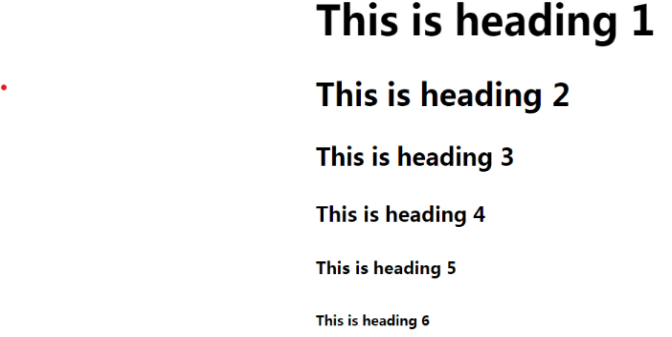 This is heading 1
This is heading 2
This is heading 3
This is heading 4
This is heading 5
This is heading 6